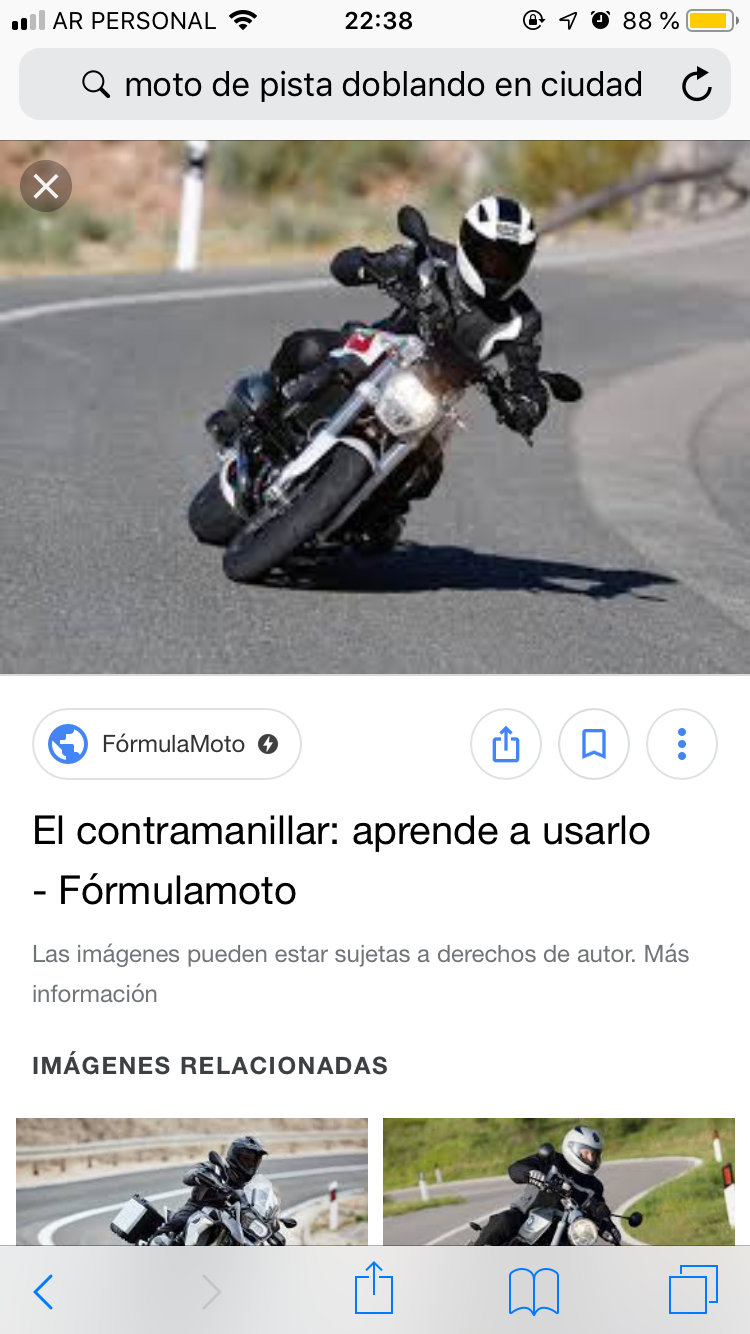 AR PERSONAL 22:38 88 %
moto de pista doblando en ciudad
FórmulaMoto
El contramanillar: aprende a usarlo
- Fórmulamoto
Las imágenes pueden estar sujetas a derechos de autor. Más
información
IMÁGENES RELACIONADAS